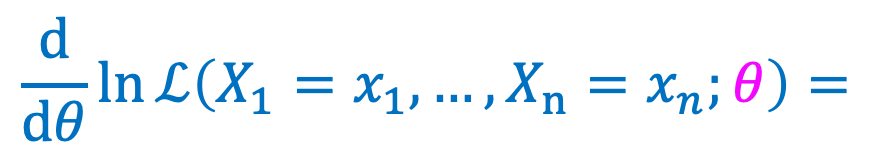 d/dθ ln ℒ(X₁ = x₁, … , Xₙ = xₙ; θ) =